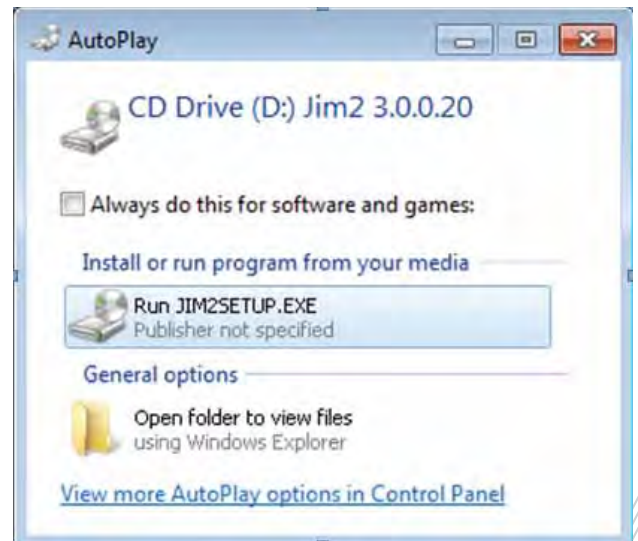 AutoPlay
CD Drive (D:) Jim2 3.0.0.20
Always do this for software and games:
Install or run program from your media
Run JIM2SETUP.EXE
Publisher not specified
General options
Open folder to view files
using Windows Explorer
View more AutoPlay options in Control Panel